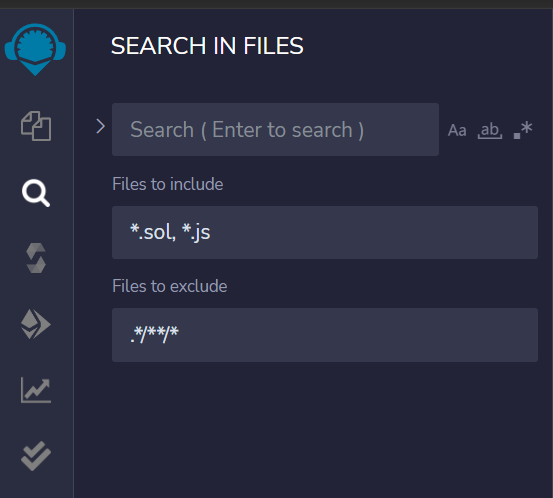 SEARCH IN FILES
Search ( Enter to search )
Aa ab .*
Files to include
*.sol, *.js
Files to exclude
.*/**/*